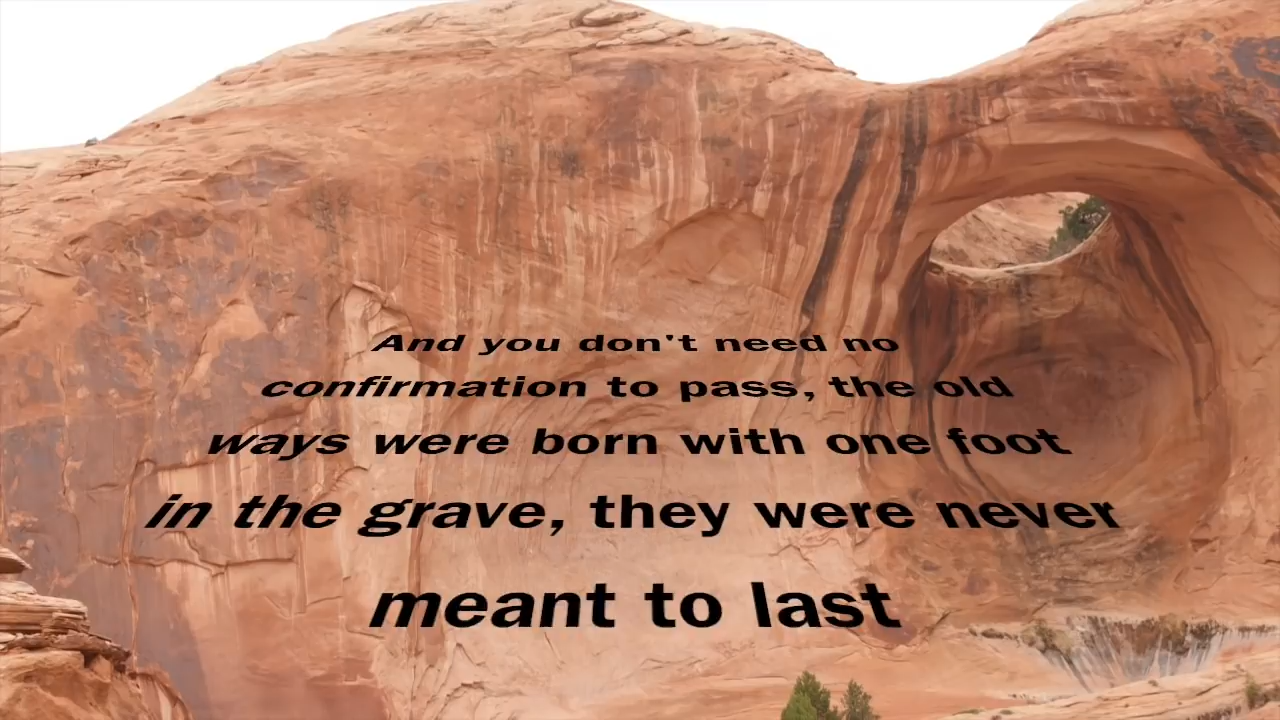 And you don't need no
confirmation to pass, the old
ways were born with one foot
in the grave, they were never
meant to last